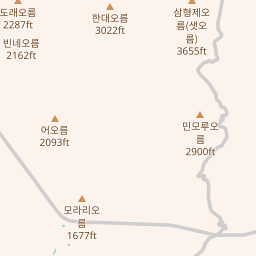 도래오름
2287ft
빈네오름
2162ft
한대오름
3022ft
삼형제오
름(샛오
름)
3655ft
어오름
2093ft
민모루오
름
2900ft
모라리오
름
1677ft